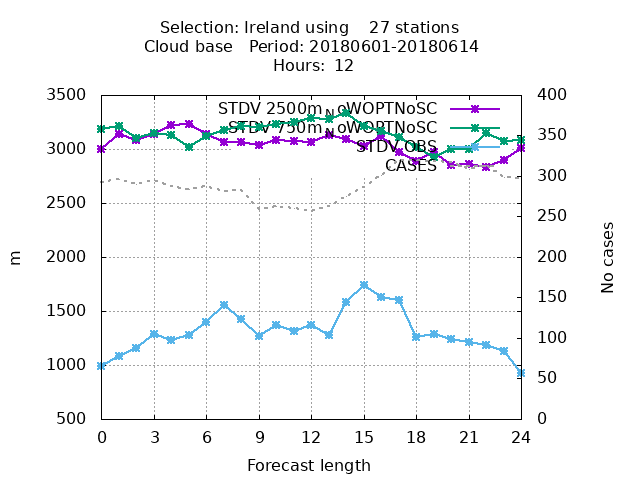 Selection: Ireland using 27 stations
Cloud base Period: 20180601-20180614
Hours: 12
3500
3000
2500
2000
1500
1000
500
m
400
350
300
250
200
150
100
50
0
No cases
STDV 2500m_NoWOPTNoSC
STDV 750m_NoWOPTNoSC
STDV OBS
CASES
0 3 6 9 12 15 18 21 24
Forecast length